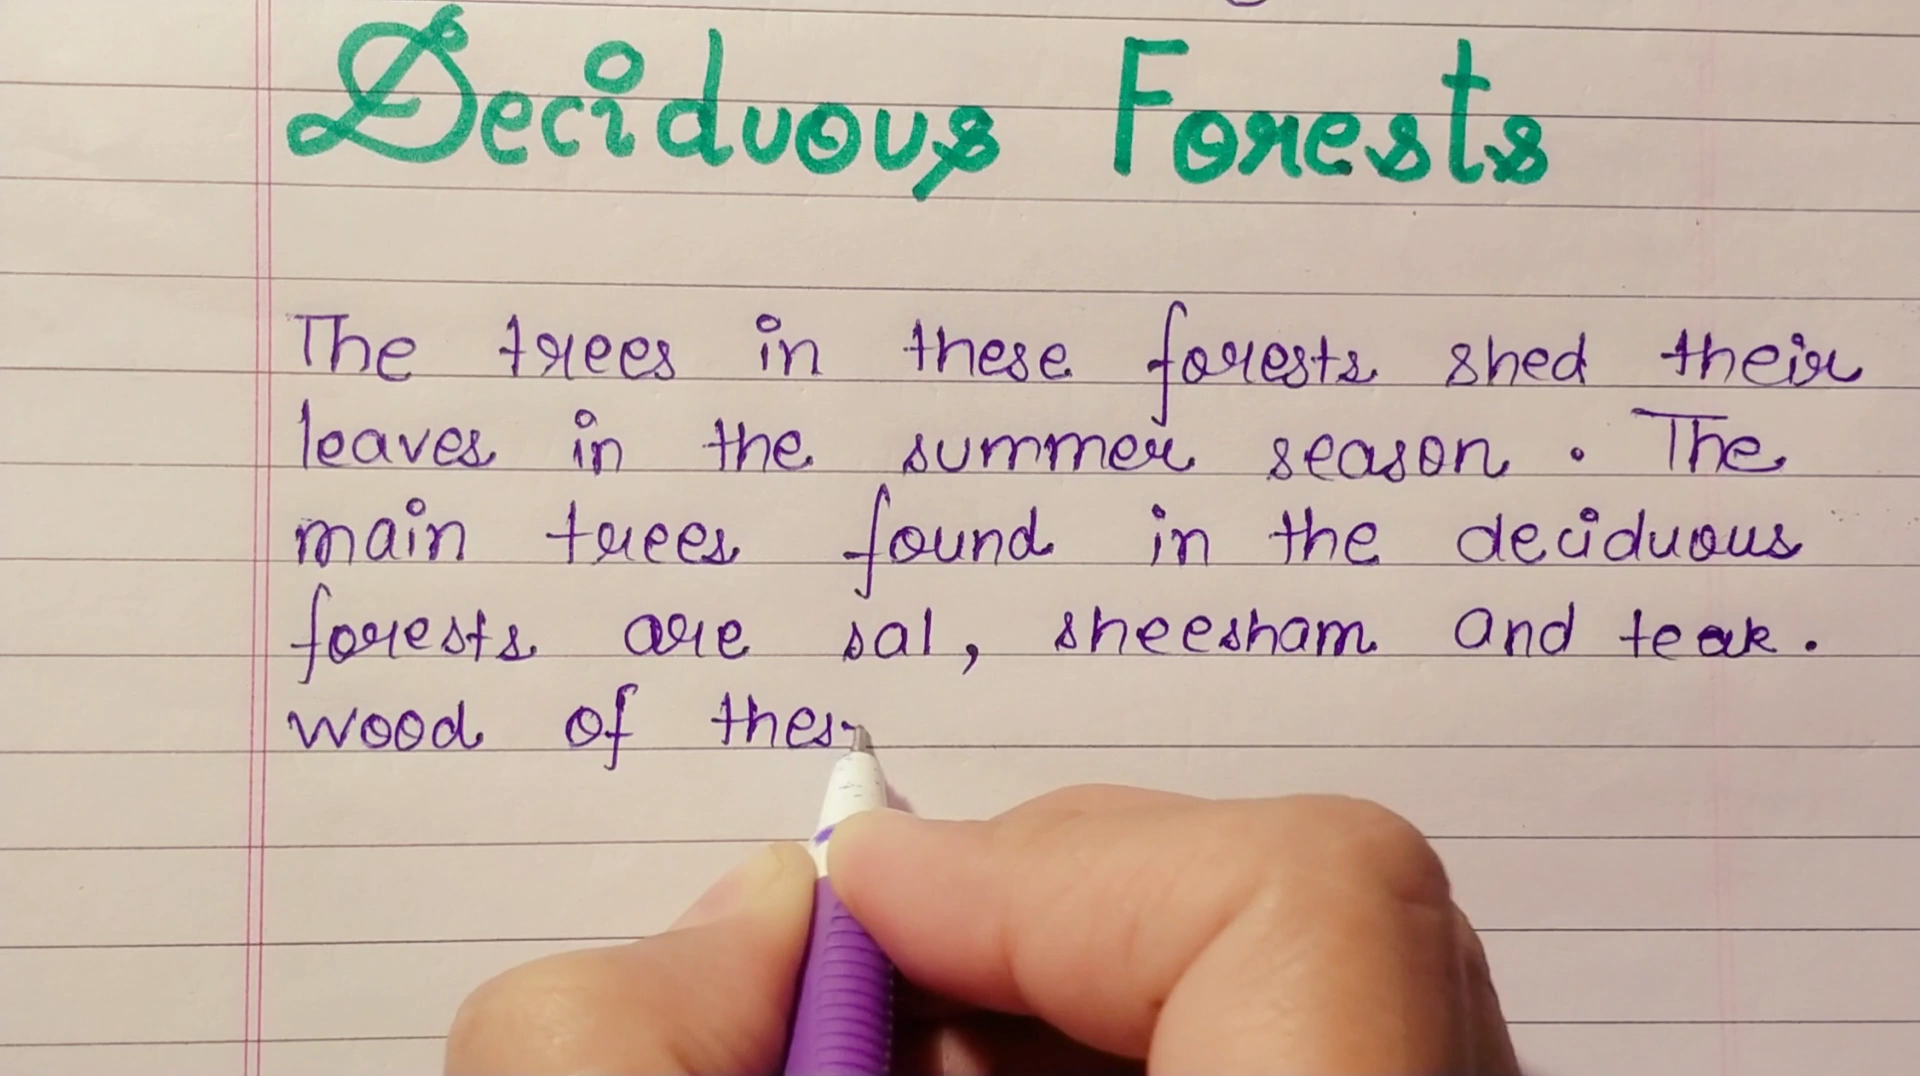 Deciduous Forests
The trees in these forests shed their
leaves in the summer season. The
main trees found in the deciduous
forests are sal, sheesham and teak.
wood of thes